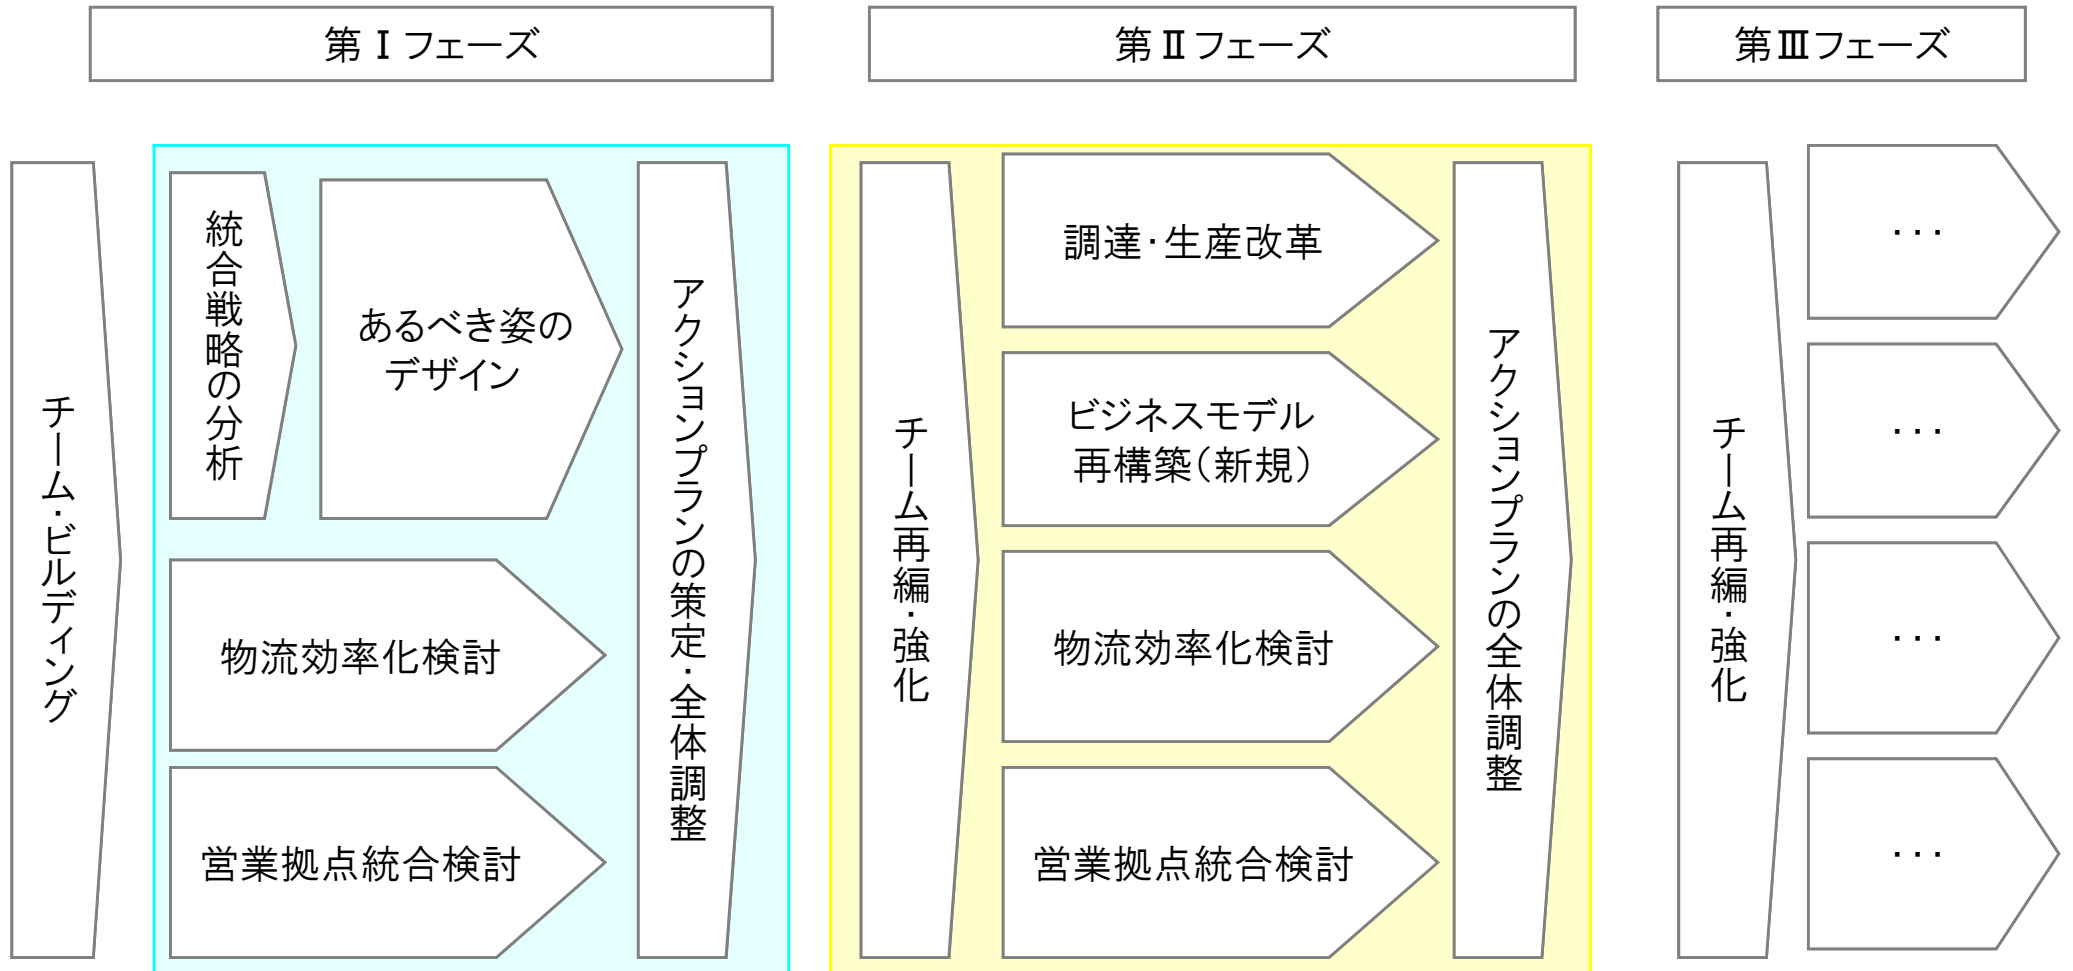 第Ⅰフェーズ
第Ⅱフェーズ
第Ⅲフェーズ
チーム・ビルディング
統合戦略の分析
あるべき姿の
デザイン
物流効率化検討
営業拠点統合検討
アクションプランの策定・全体調整
チーム再編・強化
調達・生産改革
ビジネスモデル
再構築（新規）
物流効率化検討
営業拠点統合検討
アクションプランの全体調整
チーム再編・強化
・・・
・・・
・・・
・・・